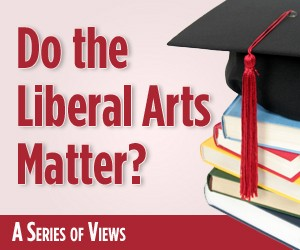 Do the
Liberal Arts
Matter?
A Series of Views